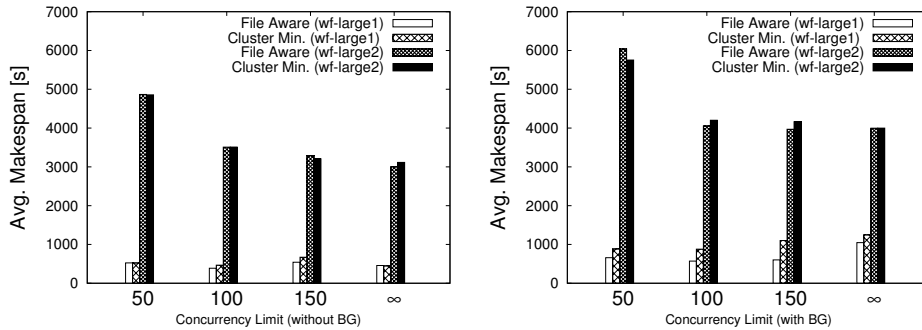 File Aware (wf-large1)
Cluster Min. (wf-large1)
File Aware (wf-large2)
Cluster Min. (wf-large2)
7000
6000
5000
4000
3000
2000
1000
0
Avg. Makespan [s]
50 100 150 ∞
Concurrency Limit (without BG)
File Aware (wf-large1)
Cluster Min. (wf-large1)
File Aware (wf-large2)
Cluster Min. (wf-large2)
7000
6000
5000
4000
3000
2000
1000
0
Avg. Makespan [s]
50 100 150 ∞
Concurrency Limit (with BG)